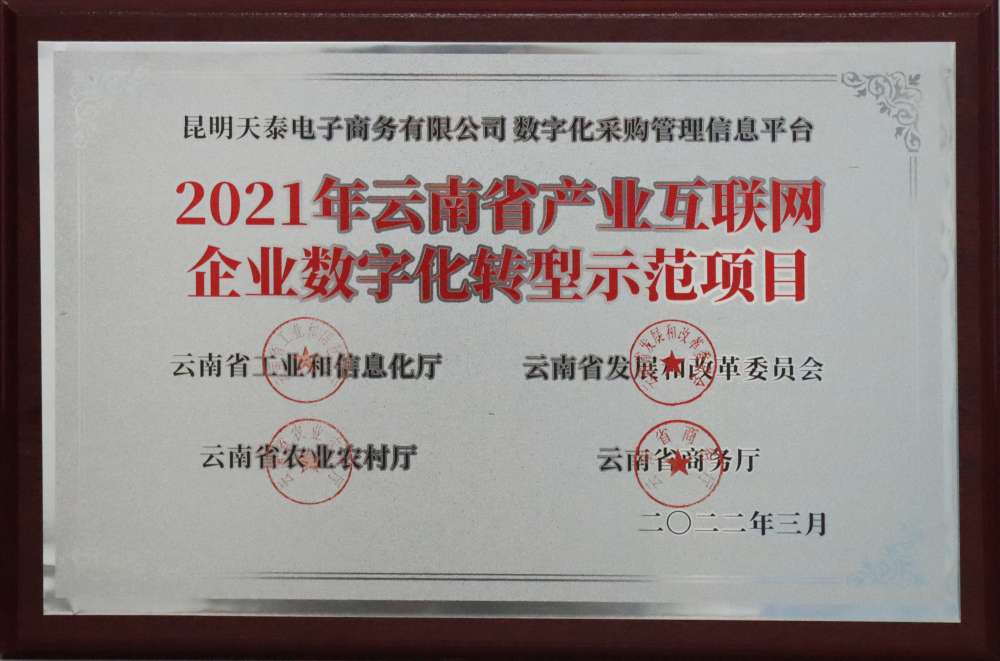 昆明天泰电子商务有限公司 数字化采购管理信息平台
2021年云南省产业互联网
企业数字化转型示范项目
云南省工业和信息化厅 云南省发展和改革委员会
云南省农业农村厅 云南省商务厅
二〇二二年三月